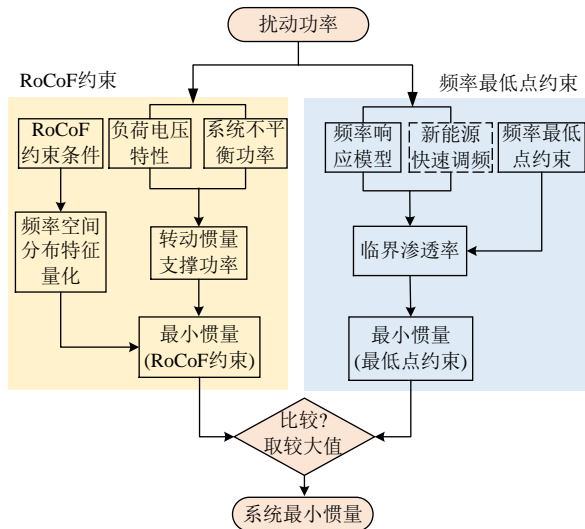 扰动功率
RoCoF约束
频率最低点约束
RoCoF
约束条件
负荷电压
特性
系统不平
衡功率
频率响
应模型
新能源
快速调频
频率最低
点约束
频率空间
分布特征
量化
转动惯量
支撑功率
临界渗透率
最小惯量
(RoCoF约束)
最小惯量
(最低点约束)
比较?
取较大值
系统最小惯量